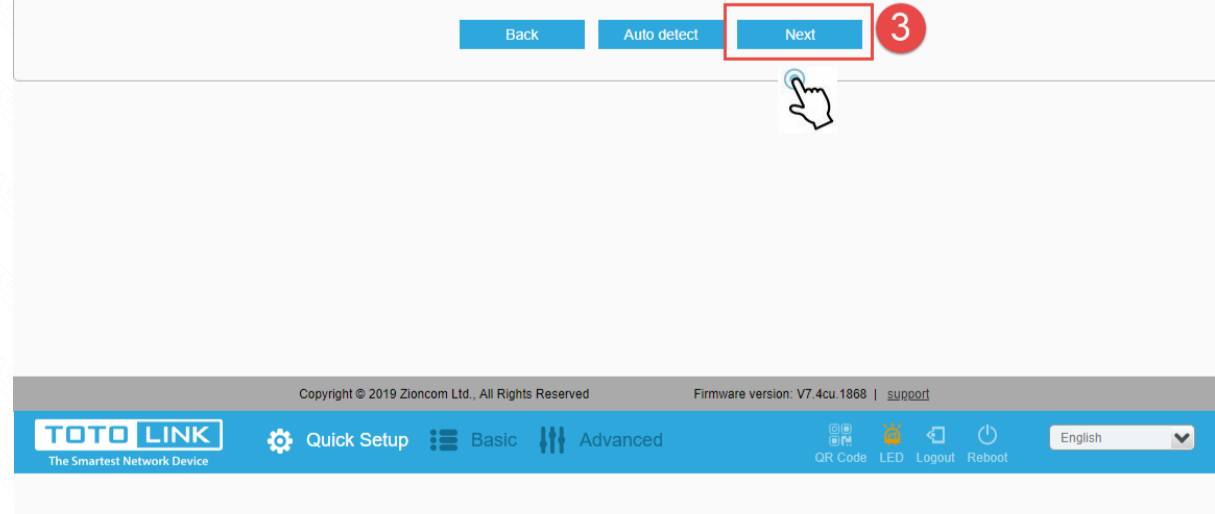 Back Auto detect Next 3
Copyright © 2019 Zioncom Ltd., All Rights Reserved Firmware version: V7.4cu.1868 | support
TOTO LINK Quick Setup Basic Advanced QR Code LED Logout Reboot English
The Smartest Network Device